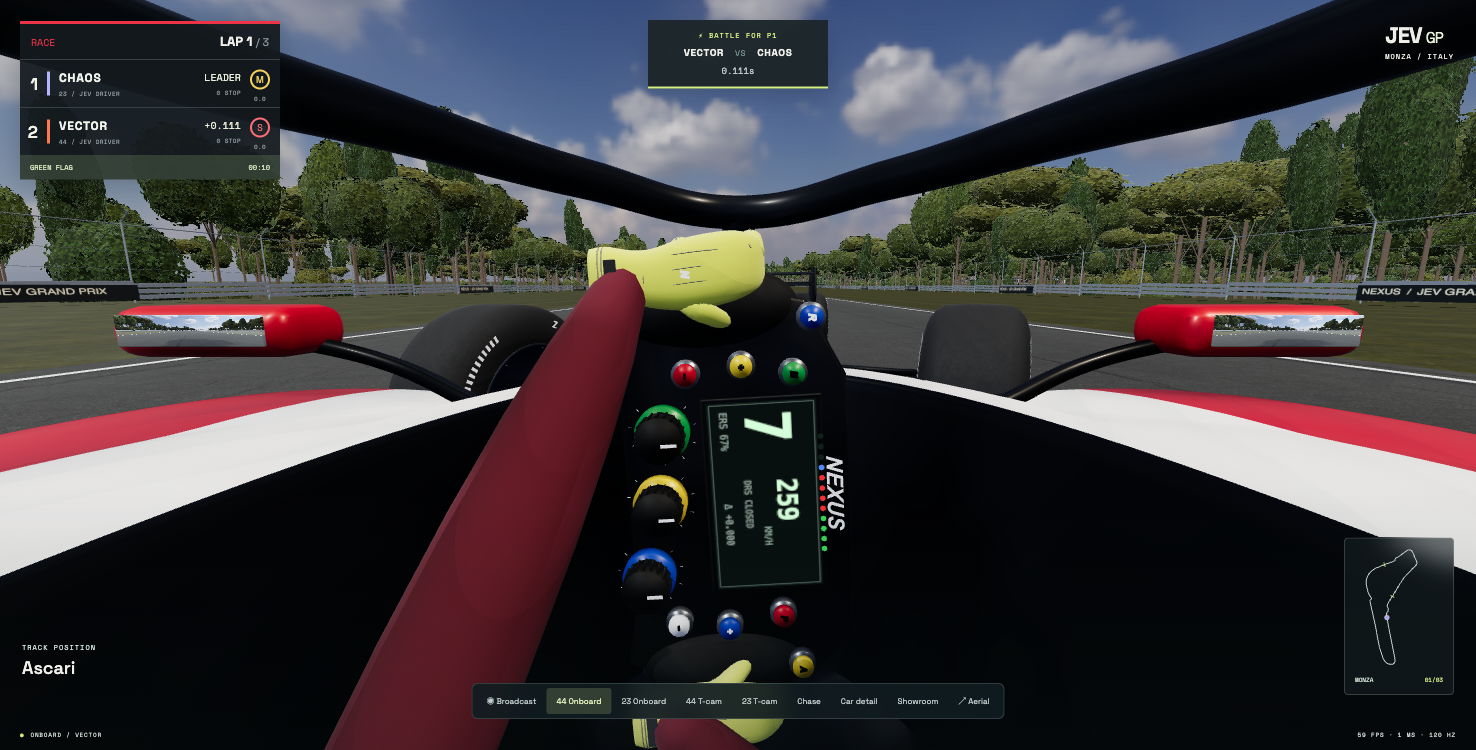 RACE
LAP 1 / 3
1 CHAOS LEADER M
23 / JEV DRIVER 0 STOP 0.0
2 VECTOR +0.111 S
44 / JEV DRIVER 0 STOP 0.0
GREEN FLAG 00:10
⚡ BATTLE FOR P1
VECTOR VS CHAOS
0.111s
JEV GP
MONZA / ITALY
JEV GRAND PRIX
NEXUS / JEV GRA
R
7
ERS 67%
259
KM/H
DRS CLOSED
Δ +0.000
NEXUS
TRACK POSITION
Ascari
MONZA 01/03
Broadcast
44 Onboard
23 Onboard
44 T-cam
23 T-cam
Chase
Car detail
Showroom
Aerial
ONBOARD / VECTOR
59 FPS · 1 MS · 120 HZ